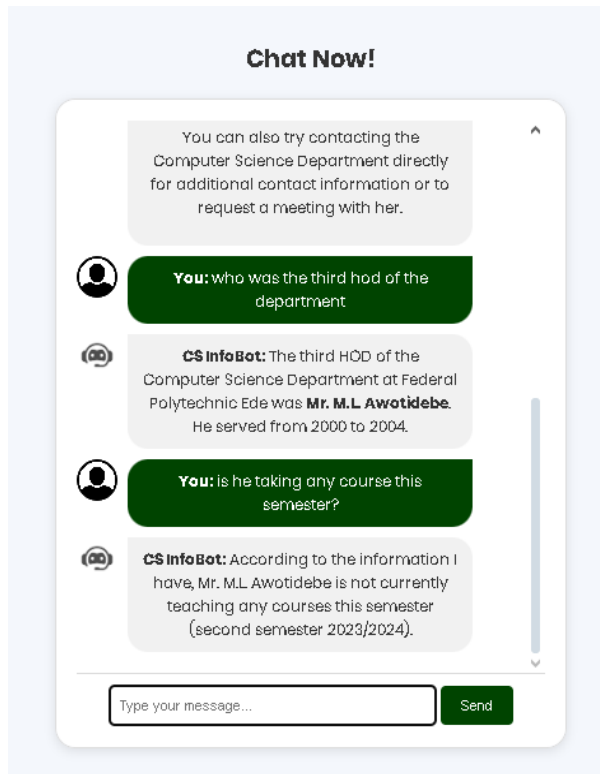 Chat Now!
You can also try contacting the
Computer Science Department directly
for additional contact information or to
request a meeting with her.
You: who was the third hod of the
department
CS InfoBot: The third HOD of the
Computer Science Department at Federal
Polytechnic Ede was Mr. M.L Awotidebe.
He served from 2000 to 2004.
You: is he taking any course this
semester?
CS InfoBot: According to the information I
have, Mr. M.L Awotidebe is not currently
teaching any courses this semester
(second semester 2023/2024).
Type your message...
Send